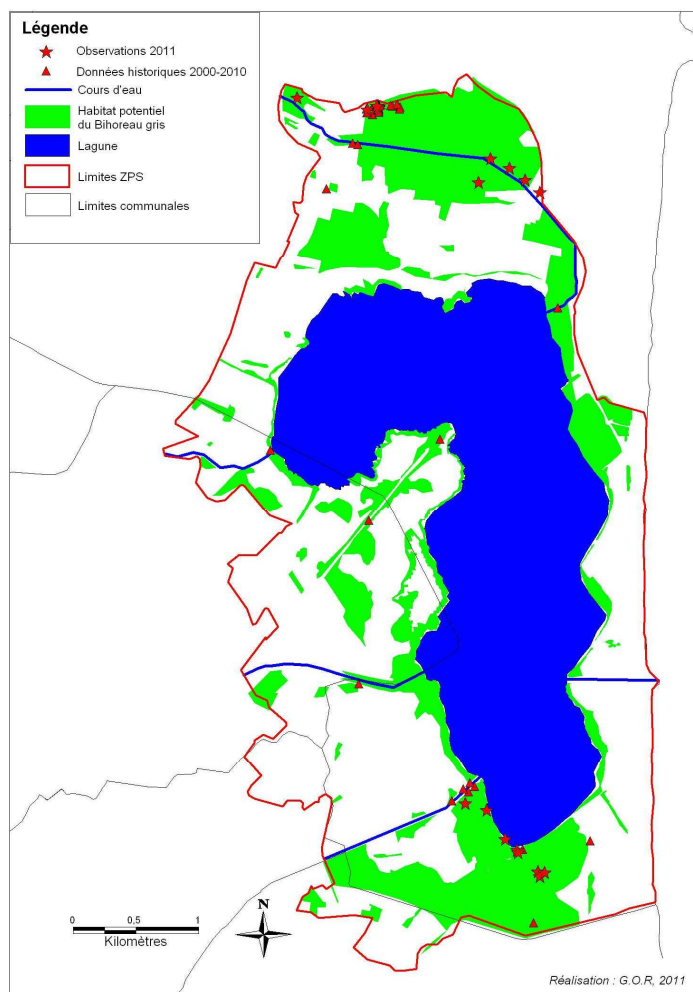 Légende
Observations 2011
Données historiques 2000-2010
Cours d'eau
Habitat potentiel
du Bihoreau gris
Lagune
Limites ZPS
Limites communales
N
0 0,5 1
Kilomètres
Réalisation : G.O.R, 2011